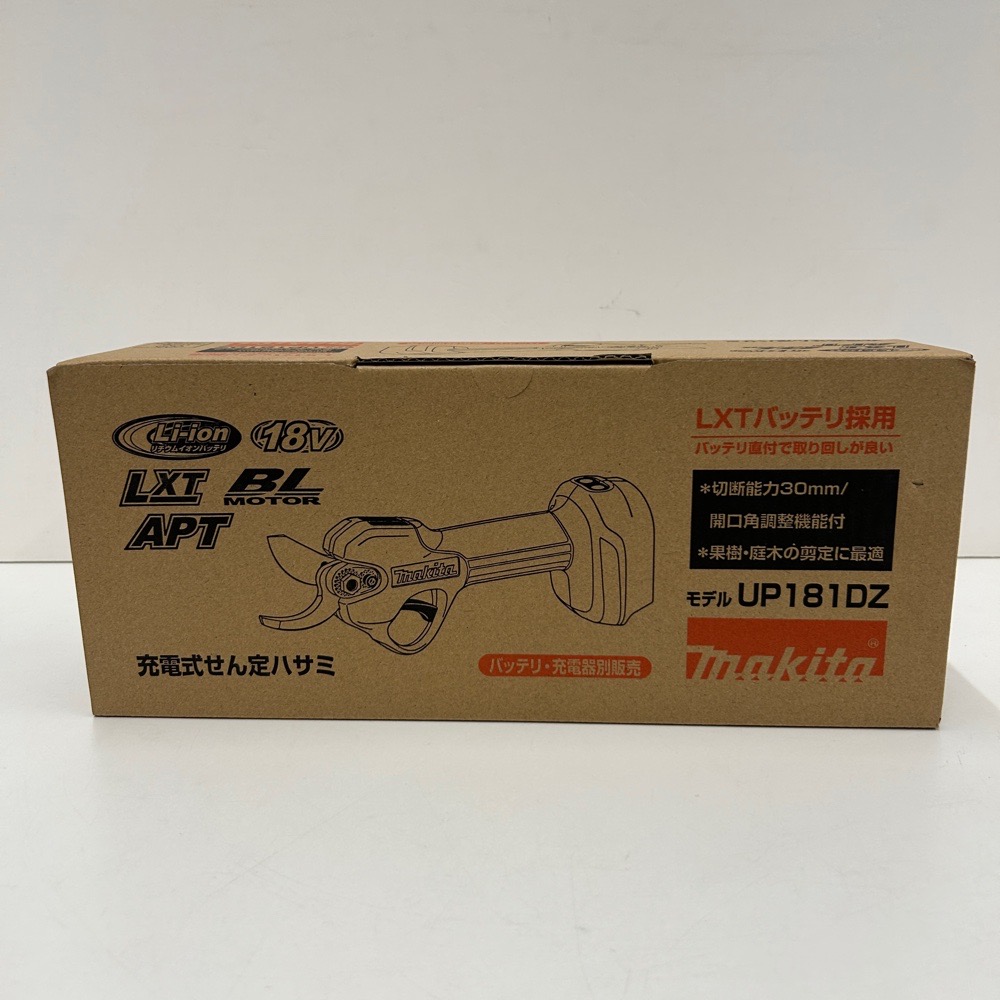 Li-ion
リチウムイオンバッテリ
18V
LXT
BL
MOTOR
APT
makita
充電式せん定ハサミ
バッテリ・充電器別販売
LXTバッテリ採用
バッテリ直付で取り回しが良い
*切断能力30mm/
開口角調整機能付
*果樹・庭木の剪定に最適
モデル UP181DZ
makita®